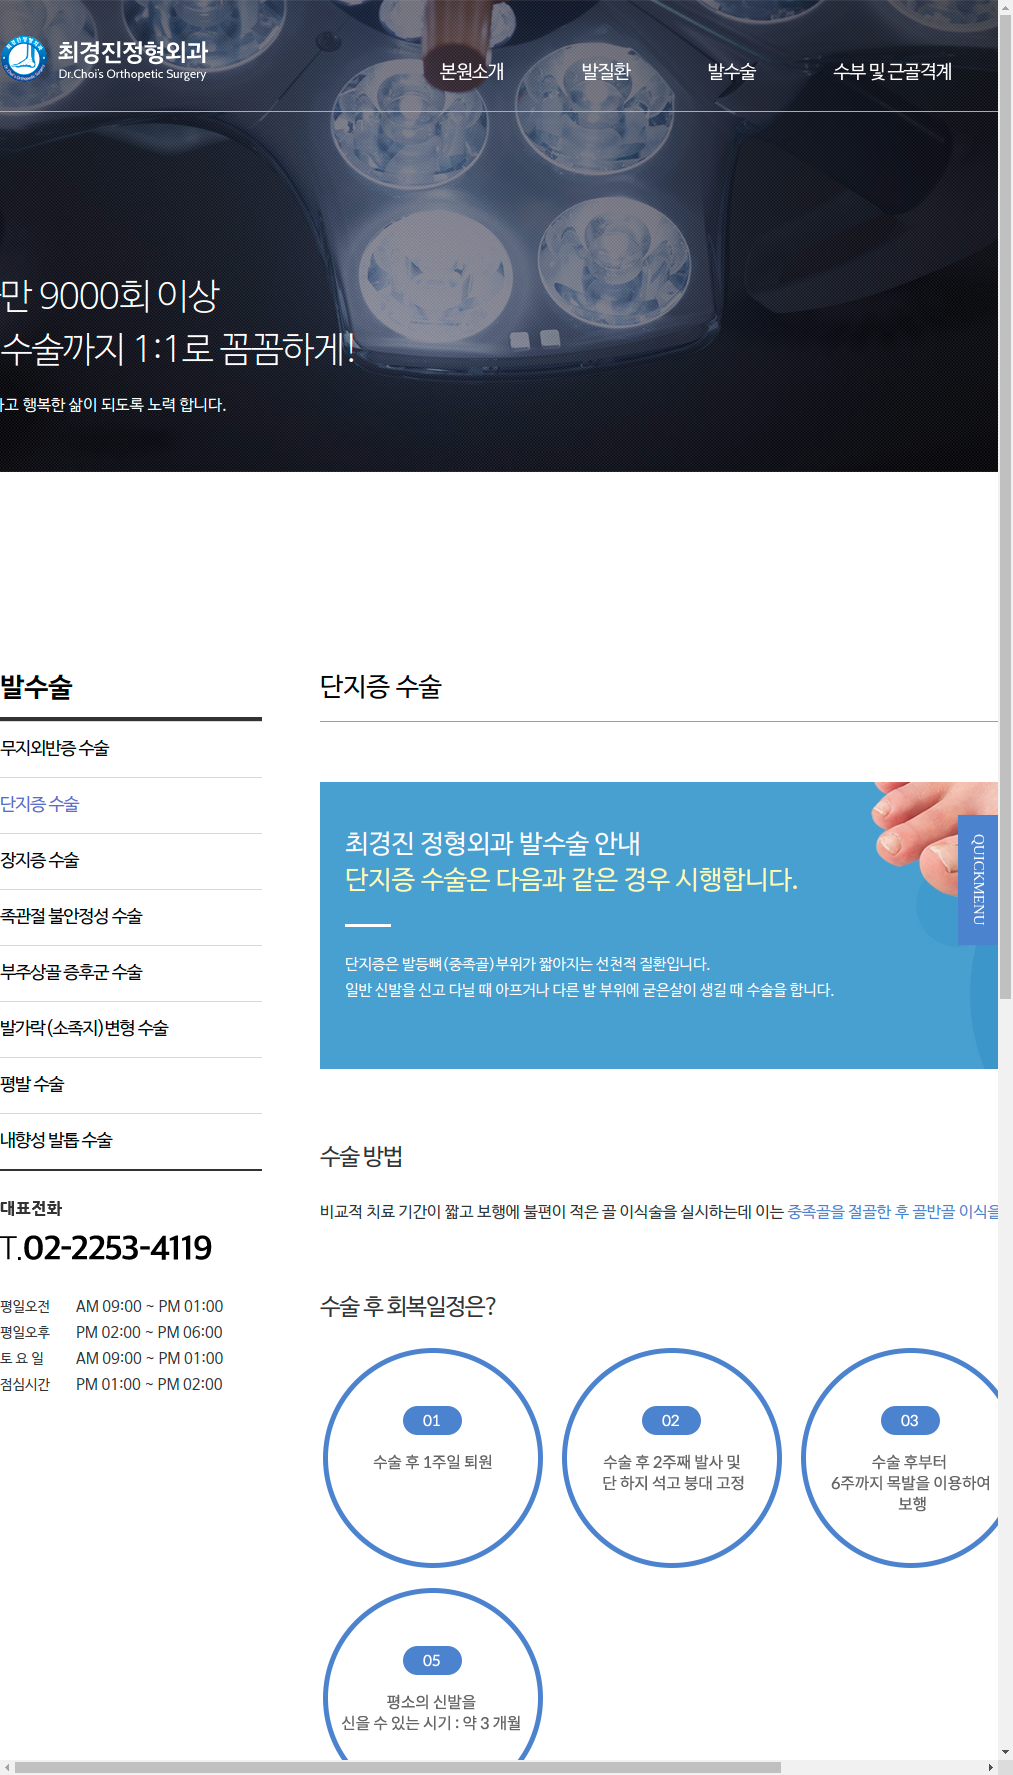 최경진정형외과
Dr.Choi's Orthopetic Surgery
본원소개
발질환
발수술
수부 및 근골격계
만 9000회 이상
수술까지 1:1로 꼼꼼하게!
고 행복한 삶이 되도록 노력 합니다.
발수술
무지외반증 수술
단지증 수술
장지증 수술
족관절 불안정성 수술
부주상골 증후군 수술
발가락(소족지)변형 수술
평발 수술
내향성 발톱 수술
대표전화
T.02-2253-4119
평일오전 AM 09:00 ~ PM 01:00
평일오후 PM 02:00 ~ PM 06:00
토 요 일 AM 09:00 ~ PM 01:00
점심시간 PM 01:00 ~ PM 02:00
단지증 수술
최경진 정형외과 발수술 안내
단지증 수술은 다음과 같은 경우 시행합니다.
단지증은 발등뼈(중족골)부위가 짧아지는 선천적 질환입니다.
일반 신발을 신고 다닐 때 아프거나 다른 발 부위에 굳은살이 생길 때 수술을 합니다.
QUICKMENU
수술 방법
비교적 치료 기간이 짧고 보행에 불편이 적은 골 이식술을 실시하는데 이는 중족골을 절골한 후 골반골 이식을
수술 후 회복일정은?
01
수술 후 1주일 퇴원
02
수술 후 2주째 발사 및
단 하지 석고 붕대 고정
03
수술 후부터
6주까지 목발을 이용하여
보행
05
평소의 신발을
신을 수 있는 시기 : 약 3 개월